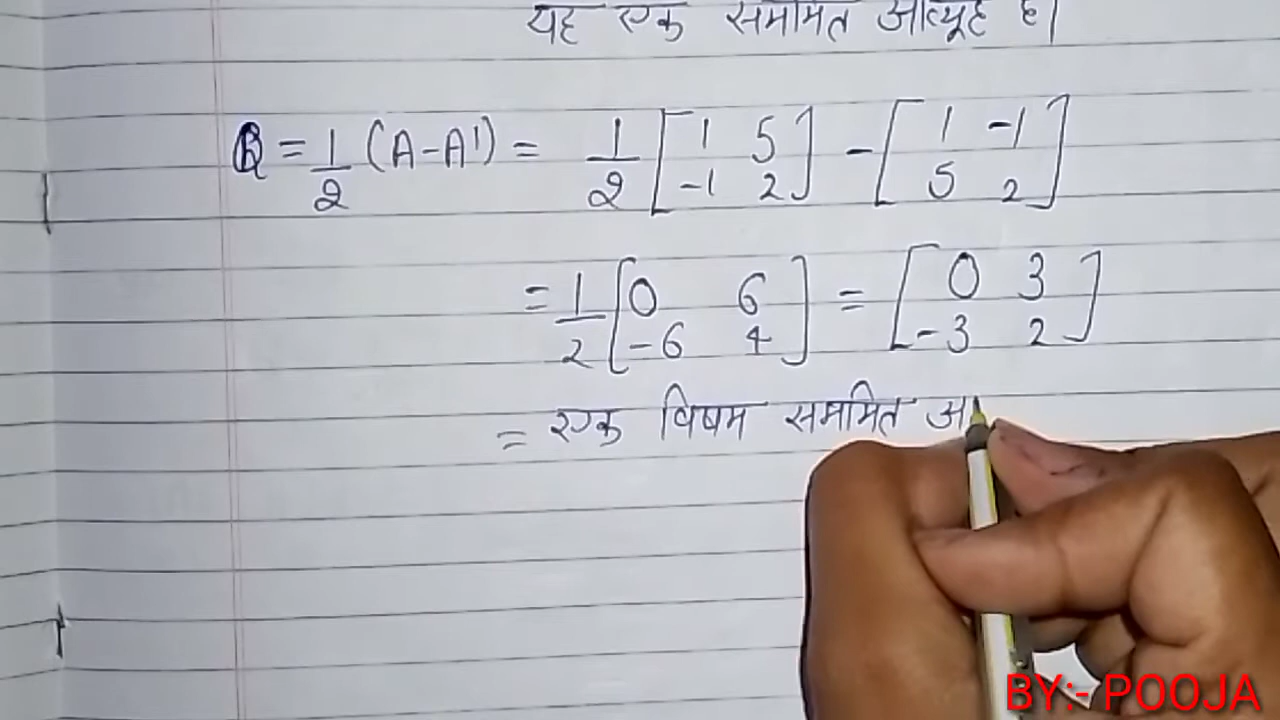 यह एक सममित आव्यूह है।
Q = 1/2 (A-A') = 1/2 [1 5 -1 2] - [1 -1 5 2]
= 1/2 [0 6 -6 4] = [0 3 -3 2]
= एक विषम सममित अ
BY:- POOJA